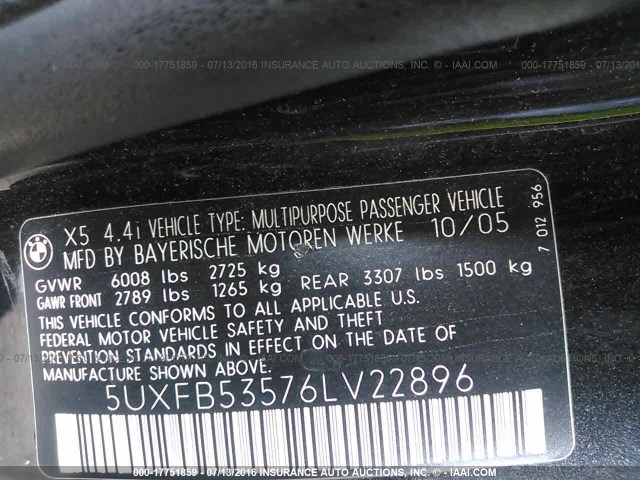 000-17751859 - 07/13/2016 INSURANCE AUTO AUCTIONS, INC. © - IAAI.COM
BMW
X5 4.4i VEHICLE TYPE: MULTIPURPOSE PASSENGER VEHICLE
MFD BY BAYERISCHE MOTOREN WERKE 10/05
GVWR 6008 lbs 2725 kg
GAWR FRONT 2789 lbs 1265 kg REAR 3307 lbs 1500 kg
THIS VEHICLE CONFORMS TO ALL APPLICABLE U.S.
FEDERAL MOTOR VEHICLE SAFETY AND THEFT
PREVENTION STANDARDS IN EFFECT ON THE DATE OF
MANUFACTURE SHOWN ABOVE.
5UXFB53576LV22896
7 012 956
000-17751859 - 07/13/2016 INSURANCE AUTO AUCTIONS, INC. © - IAAI.COM